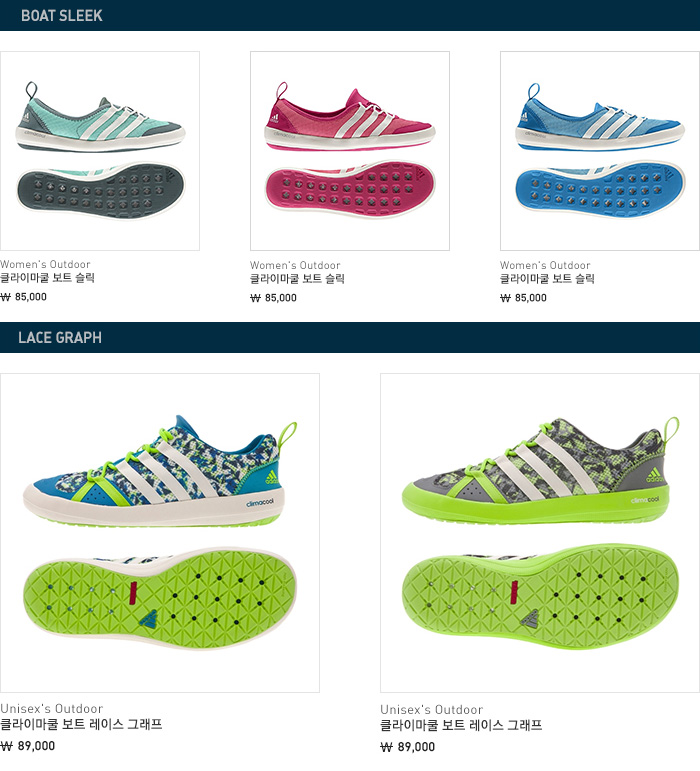 BOAT SLEEK
Women's Outdoor
클라이마쿨 보트 슬릭
₩ 85,000
Women's Outdoor
클라이마쿨 보트 슬릭
₩ 85,000
Women's Outdoor
클라이마쿨 보트 슬릭
₩ 85,000
LACE GRAPH
adidas
climacool
adidas
climacool
Unisex's Outdoor
클라이마쿨 보트 레이스 그래프
₩ 89,000
Unisex's Outdoor
클라이마쿨 보트 레이스 그래프
₩ 89,000